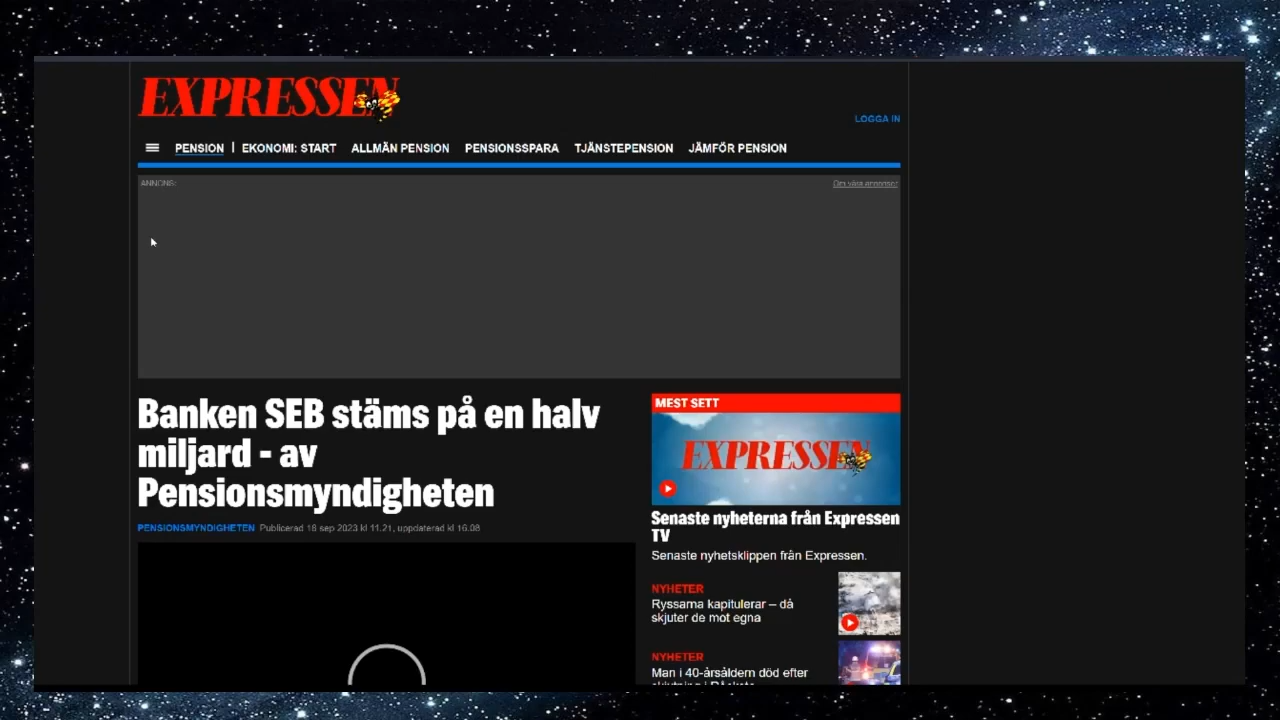 EXPRESSEN
LOGGA IN
PENSION | EKONOMI: START ALLMÄN PENSION PENSIONSSPARA TJÄNSTEPENSION JÄMFÖR PENSION
ANNONS:
Om våra annonser
Banken SEB stäms på en halv
miljard - av
Pensionsmyndigheten
PENSIONSMYNDIGHETEN Publicerad 18 sep 2023 kl 11.21, uppdaterad kl 16.08
MEST SETT
EXPRESSEN
Senaste nyheterna från Expressen
TV
Senaste nyhetsklippen från Expressen.
NYHETER
Ryssarna kapitulerar – då
skjuter de mot egna
NYHETER
Man i 40-årsåldern död efter